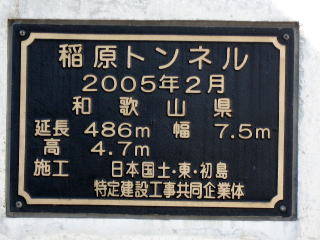 稲原トンネル
2005年2月
和歌山県
延長 486m 幅 7.5m
高 4.7m
施工 日本国土・東・初島
特定建設工事共同企業体